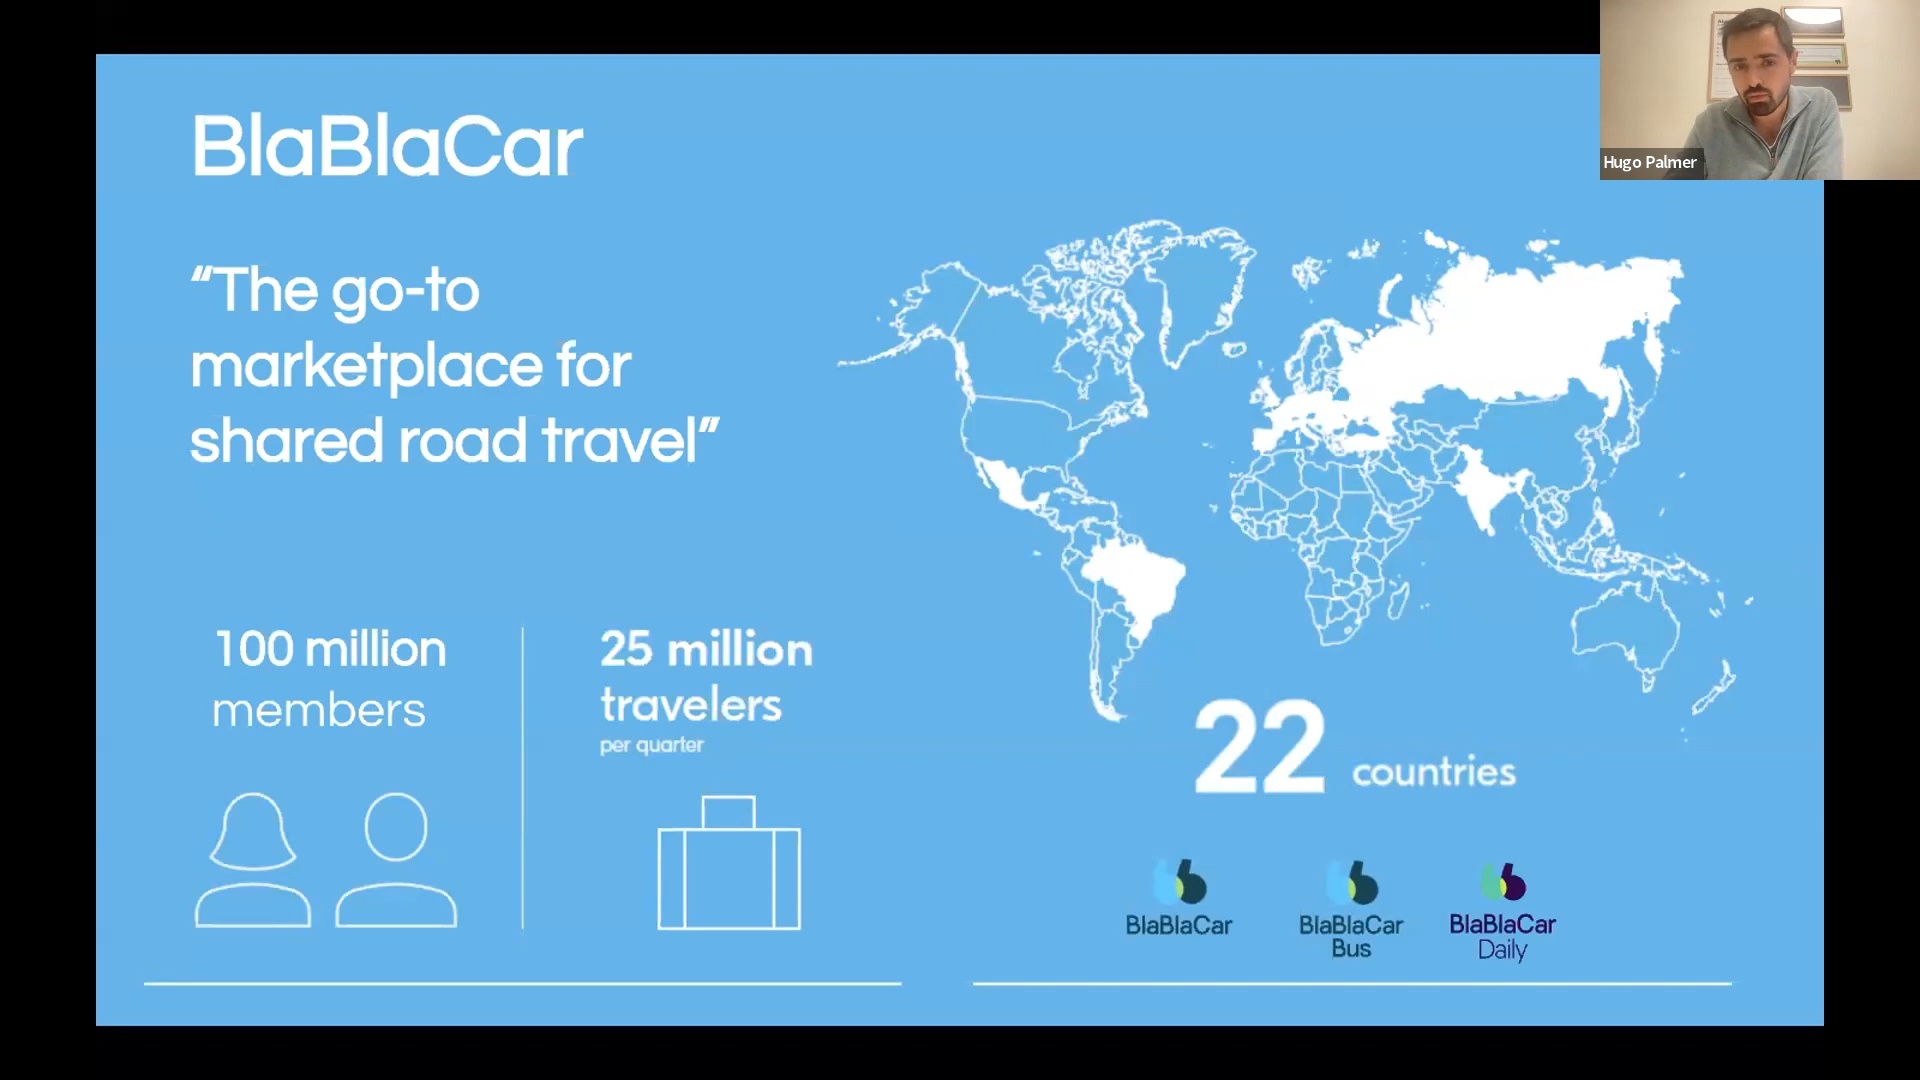 BlaBlaCar
“The go-to
marketplace for
shared road travel”
100 million
members
25 million
travelers
per quarter
22 countries
BlaBlaCar
BlaBlaCar
Bus
BlaBlaCar
Daily
Hugo Palmer